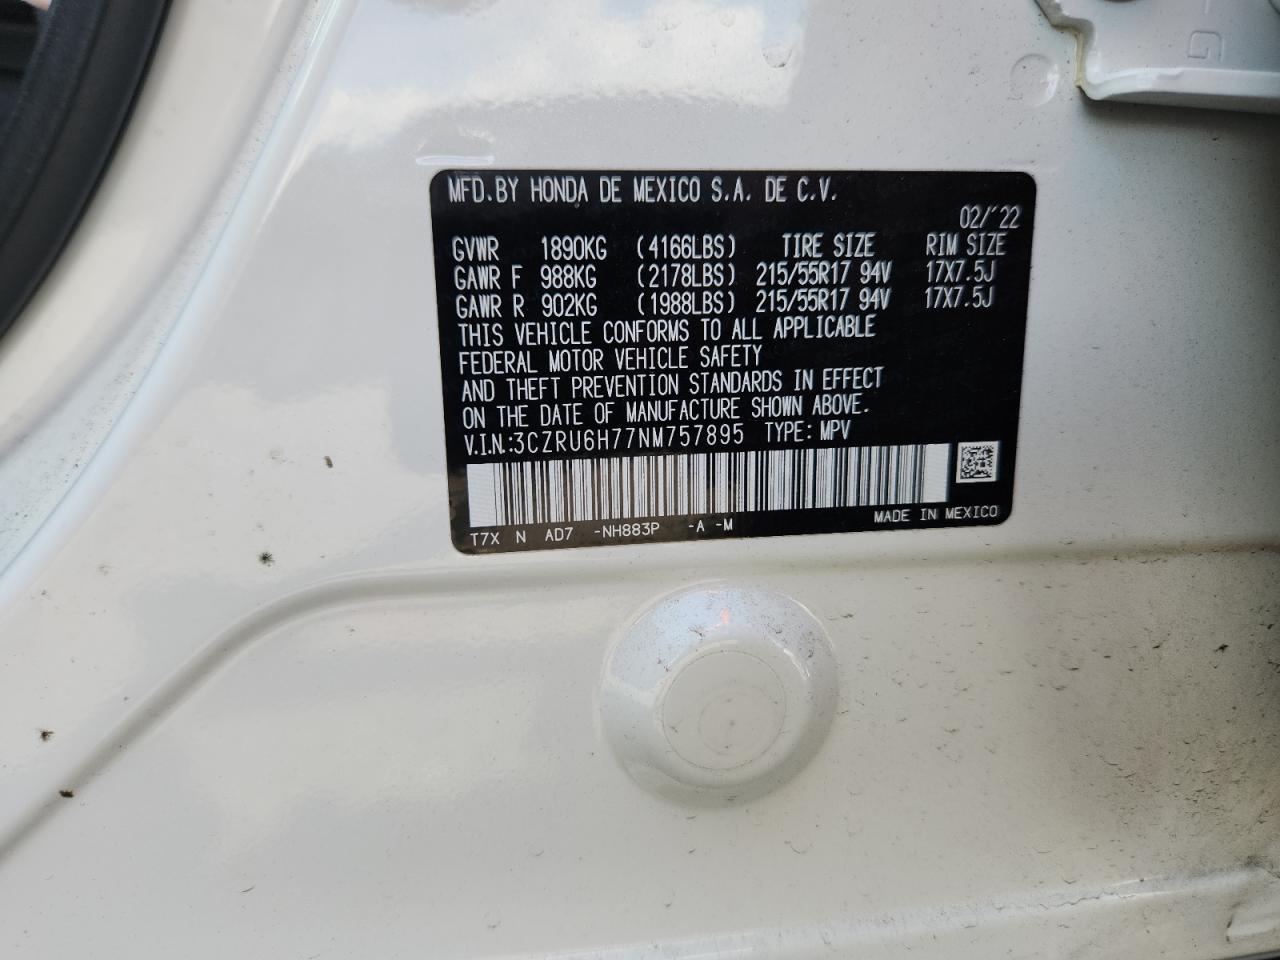 MFD.BY HONDA DE MEXICO S.A. DE C.V.
02/'22
GVWR 1890KG (4166LBS) TIRE SIZE RIM SIZE
GAWR F 988KG (2178LBS) 215/55R17 94V 17X7.5J
GAWR R 902KG (1988LBS) 215/55R17 94V 17X7.5J
THIS VEHICLE CONFORMS TO ALL APPLICABLE
FEDERAL MOTOR VEHICLE SAFETY
AND THEFT PREVENTION STANDARDS IN EFFECT
ON THE DATE OF MANUFACTURE SHOWN ABOVE.
V.I.N.:3CZRU6H77NM757895 TYPE: MPV
T7X N AD7 -NH883P -A -M MADE IN MEXICO